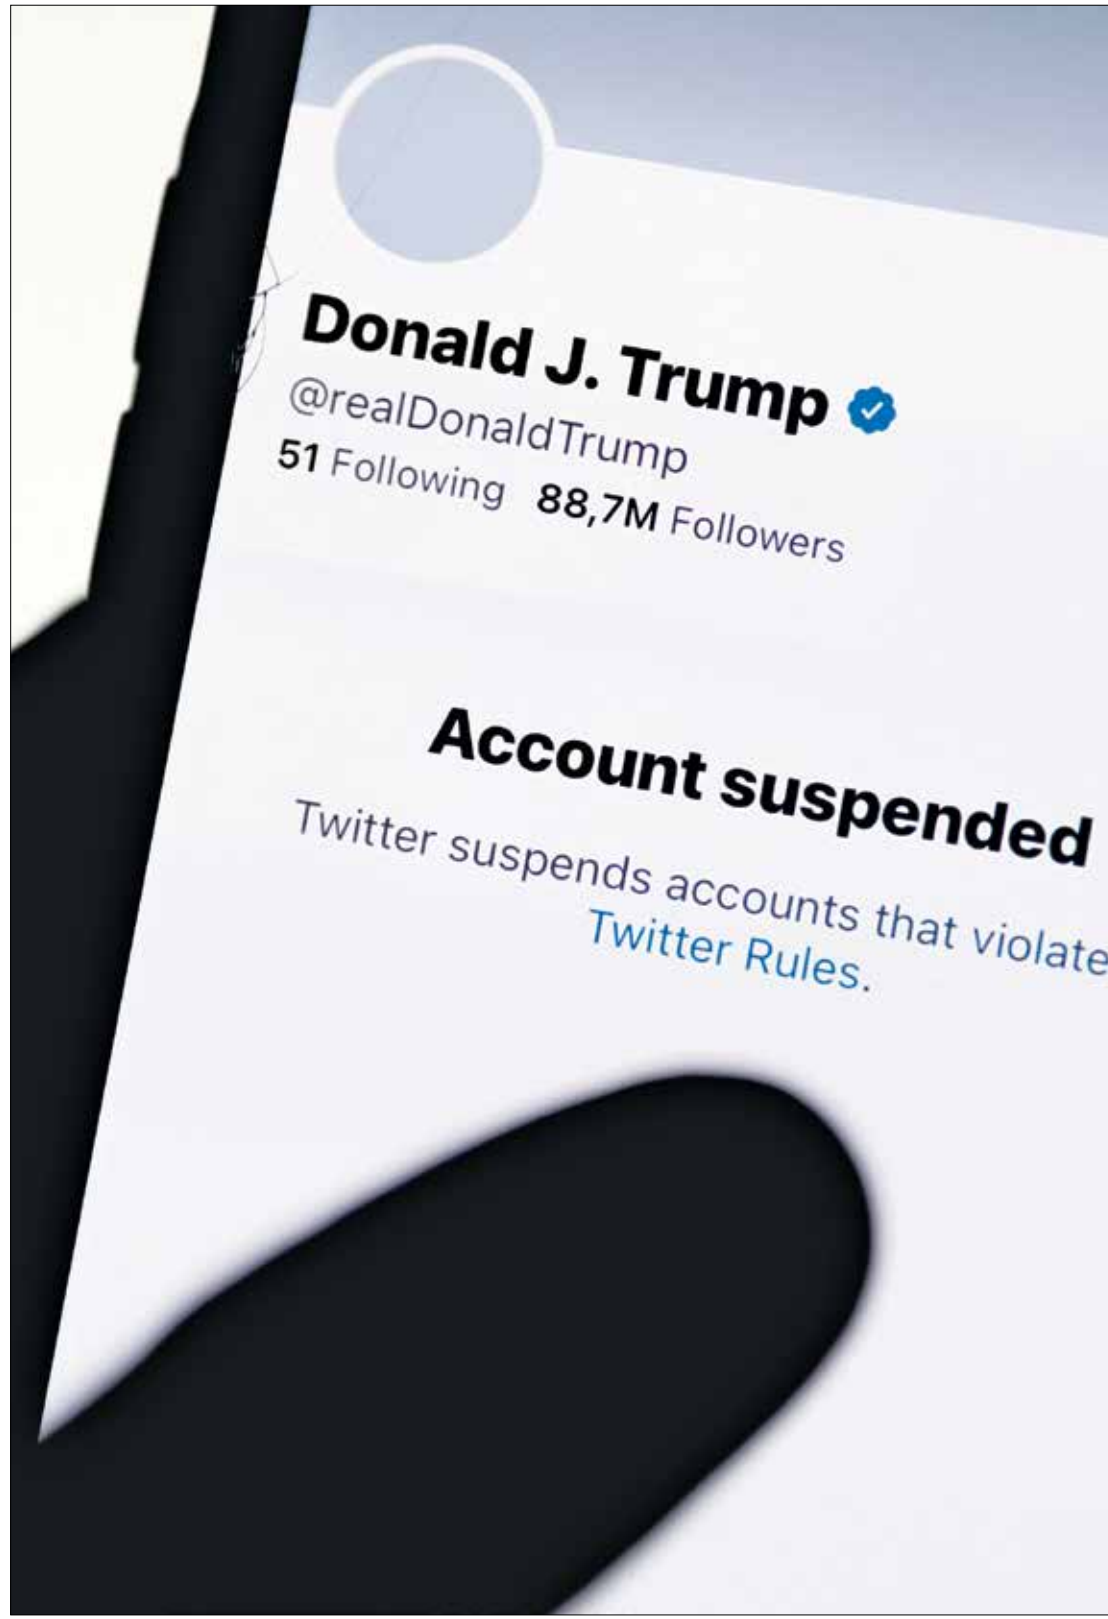 Donald J. Trump
@realDonaldTrump
51 Following 88,7M Followers
Account suspended
Twitter suspends accounts that violate
Twitter Rules.